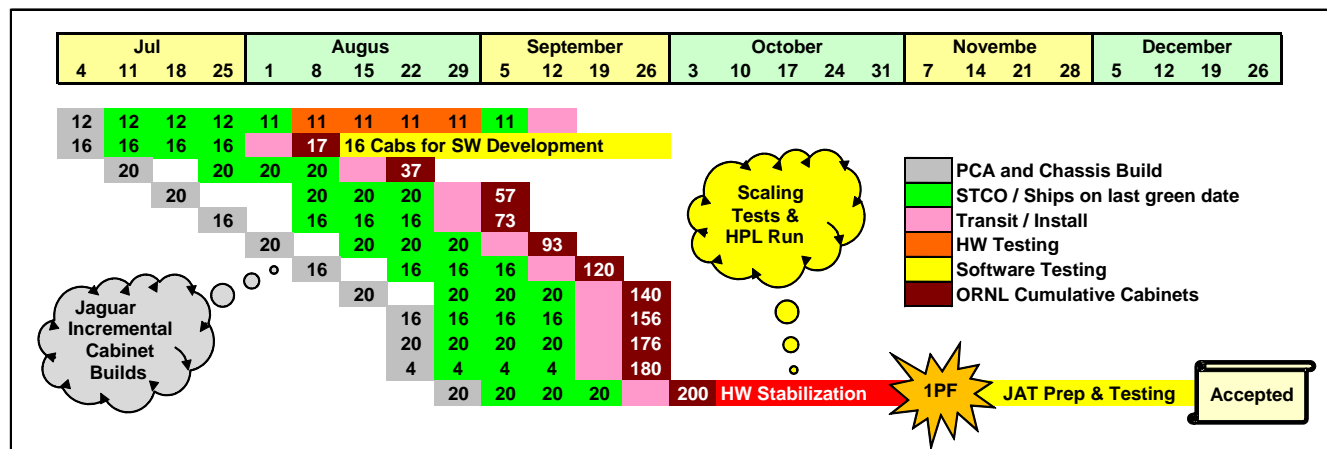 Jul Augus September October Novembe December
4 11 18 25 1 8 15 22 29 5 12 19 26 3 10 17 24 31 7 14 21 28 5 12 19 26
12 12 12 12 11 11 11 11 11 11
16 16 16 16 17 16 Cabs for SW Development
20 20 20 20 37
20 20 20 20 57
16 16 16 16 73
20 20 20 20 93
16 16 16 16 120
20 20 20 20 140
16 16 16 16 156
20 20 20 20 176
4 4 4 4 180
20 20 20 20 200 HW Stabilization 1PF JAT Prep & Testing Accepted
Jaguar
Incremental
Cabinet
Builds
Scaling
Tests &
HPL Run
PCA and Chassis Build
STCO / Ships on last green date
Transit / Install
HW Testing
Software Testing
ORNL Cumulative Cabinets